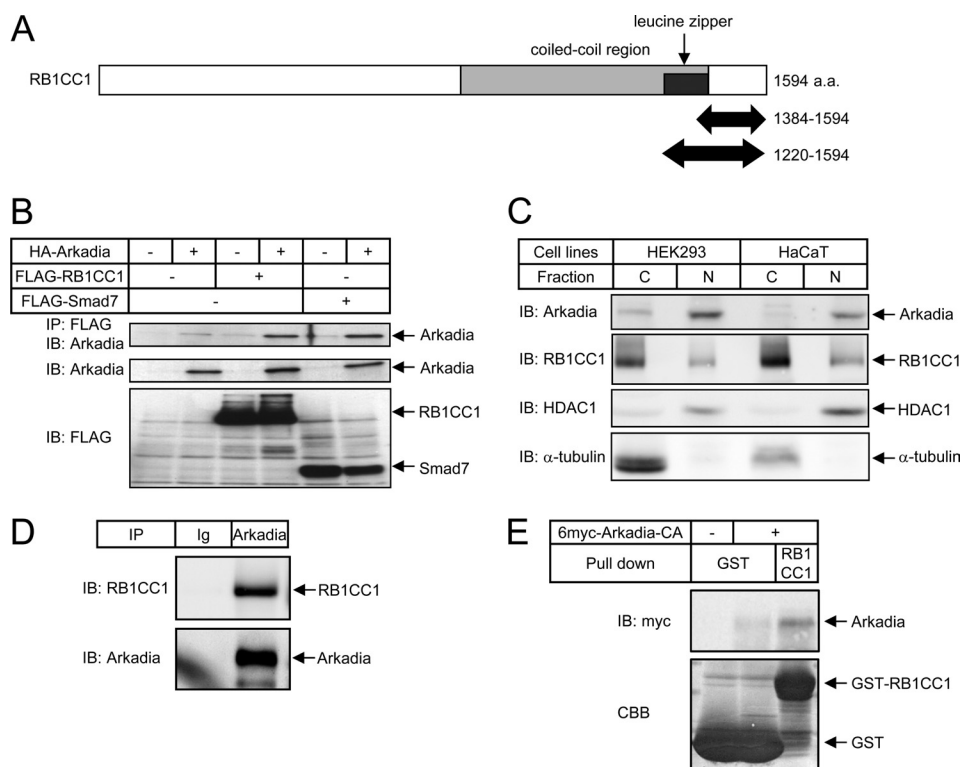 A
leucine zipper
coiled-coil region
RB1CC1
1594 a.a.
1384-1594
1220-1594
B
HA-Arkadia - + - + - +
FLAG-RB1CC1 - + -
FLAG-Smad7 - +
IP: FLAG
IB: Arkadia
Arkadia
IB: Arkadia
Arkadia
IB: FLAG
RB1CC1
Smad7
C
Cell lines HEK293 HaCaT
Fraction C N C N
IB: Arkadia
Arkadia
IB: RB1CC1
RB1CC1
IB: HDAC1
HDAC1
IB: α-tubulin
α-tubulin
D
IP Ig Arkadia
IB: RB1CC1
RB1CC1
IB: Arkadia
Arkadia
E
6myc-Arkadia-CA - +
Pull down GST RB1
CC1
IB: myc
Arkadia
CBB
GST-RB1CC1
GST